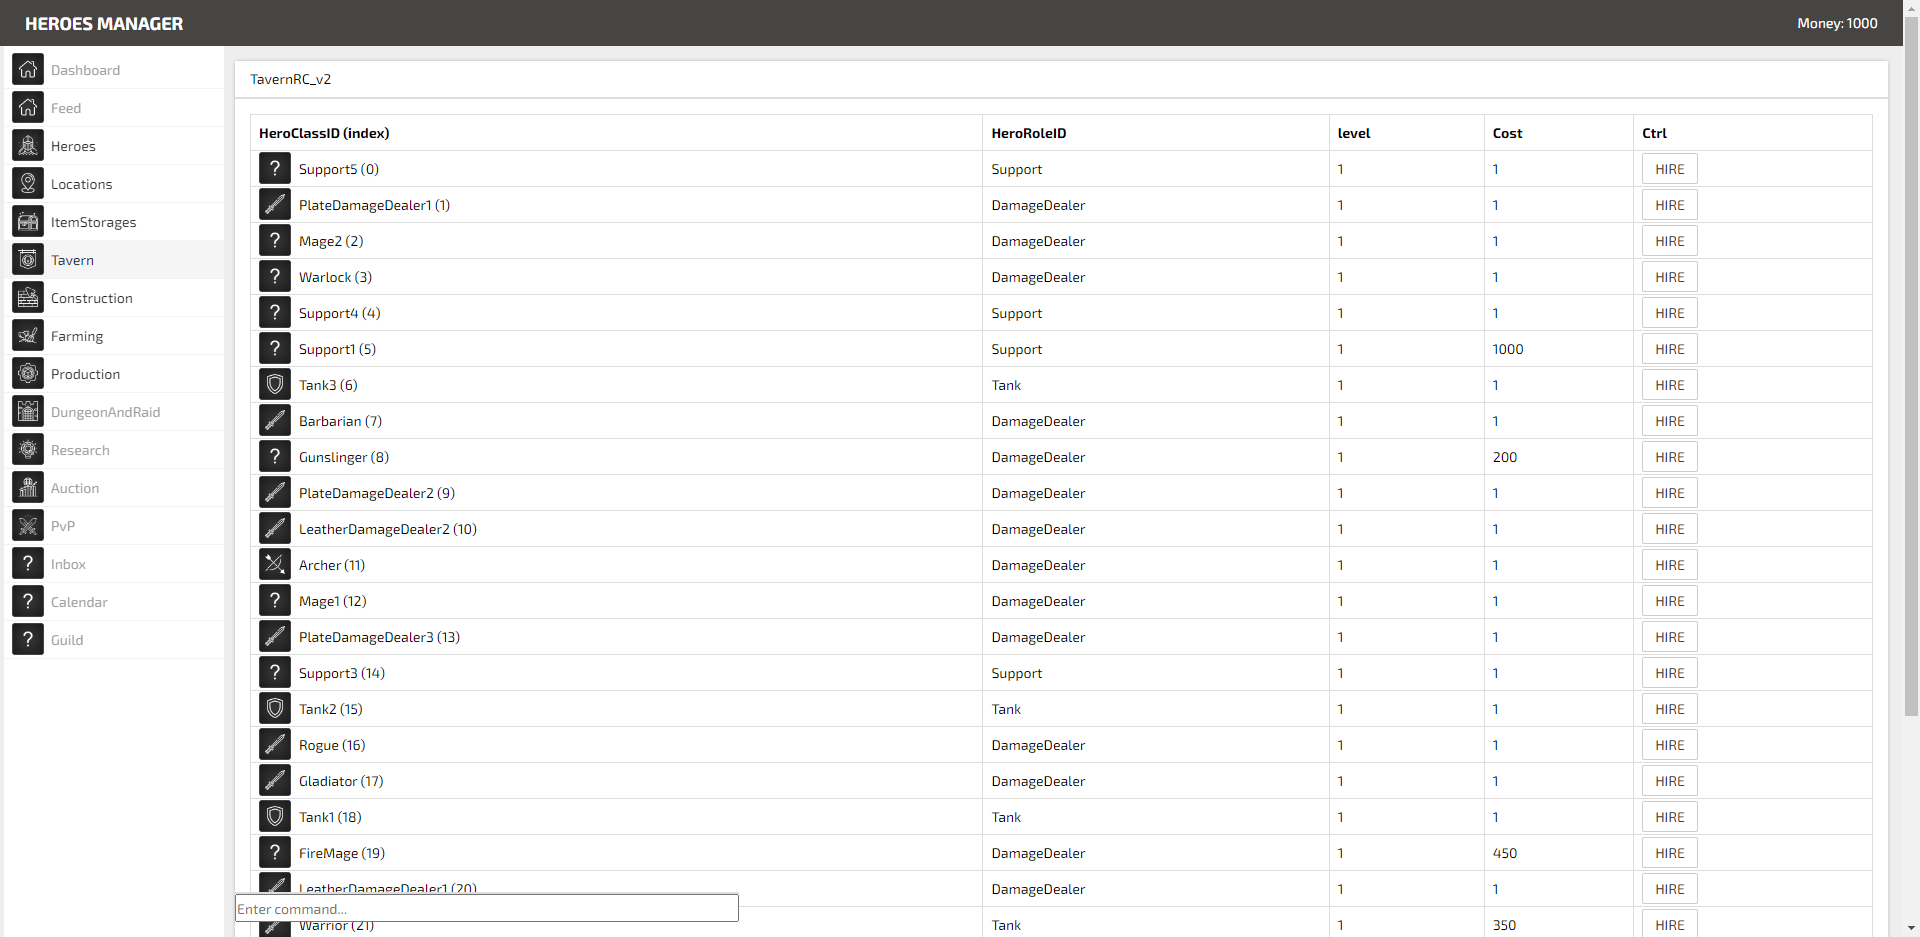 HEROES MANAGER
Money: 1000
Dashboard
Feed
Heroes
Locations
ItemStorages
Tavern
Construction
Farming
Production
DungeonAndRaid
Research
Auction
PvP
? Inbox
? Calendar
? Guild
TavernRC_v2
HeroClassID (index) HeroRoleID level Cost Ctrl
? Support5 (0) Support 1 1 HIRE
PlateDamageDealer1 (1) DamageDealer 1 1 HIRE
? Mage2 (2) DamageDealer 1 1 HIRE
? Warlock (3) DamageDealer 1 1 HIRE
? Support4 (4) Support 1 1 HIRE
? Support1 (5) Support 1 1000 HIRE
Tank3 (6) Tank 1 1 HIRE
Barbarian (7) DamageDealer 1 1 HIRE
? Gunslinger (8) DamageDealer 1 200 HIRE
PlateDamageDealer2 (9) DamageDealer 1 1 HIRE
LeatherDamageDealer2 (10) DamageDealer 1 1 HIRE
Archer (11) DamageDealer 1 1 HIRE
? Mage1 (12) DamageDealer 1 1 HIRE
PlateDamageDealer3 (13) DamageDealer 1 1 HIRE
? Support3 (14) Support 1 1 HIRE
Tank2 (15) Tank 1 1 HIRE
Rogue (16) DamageDealer 1 1 HIRE
Gladiator (17) DamageDealer 1 1 HIRE
Tank1 (18) Tank 1 1 HIRE
? FireMage (19) DamageDealer 1 450 HIRE
LeatherDamageDealer1 (20) DamageDealer 1 1 HIRE
Enter command...
Warrior (21) Tank 1 350 HIRE